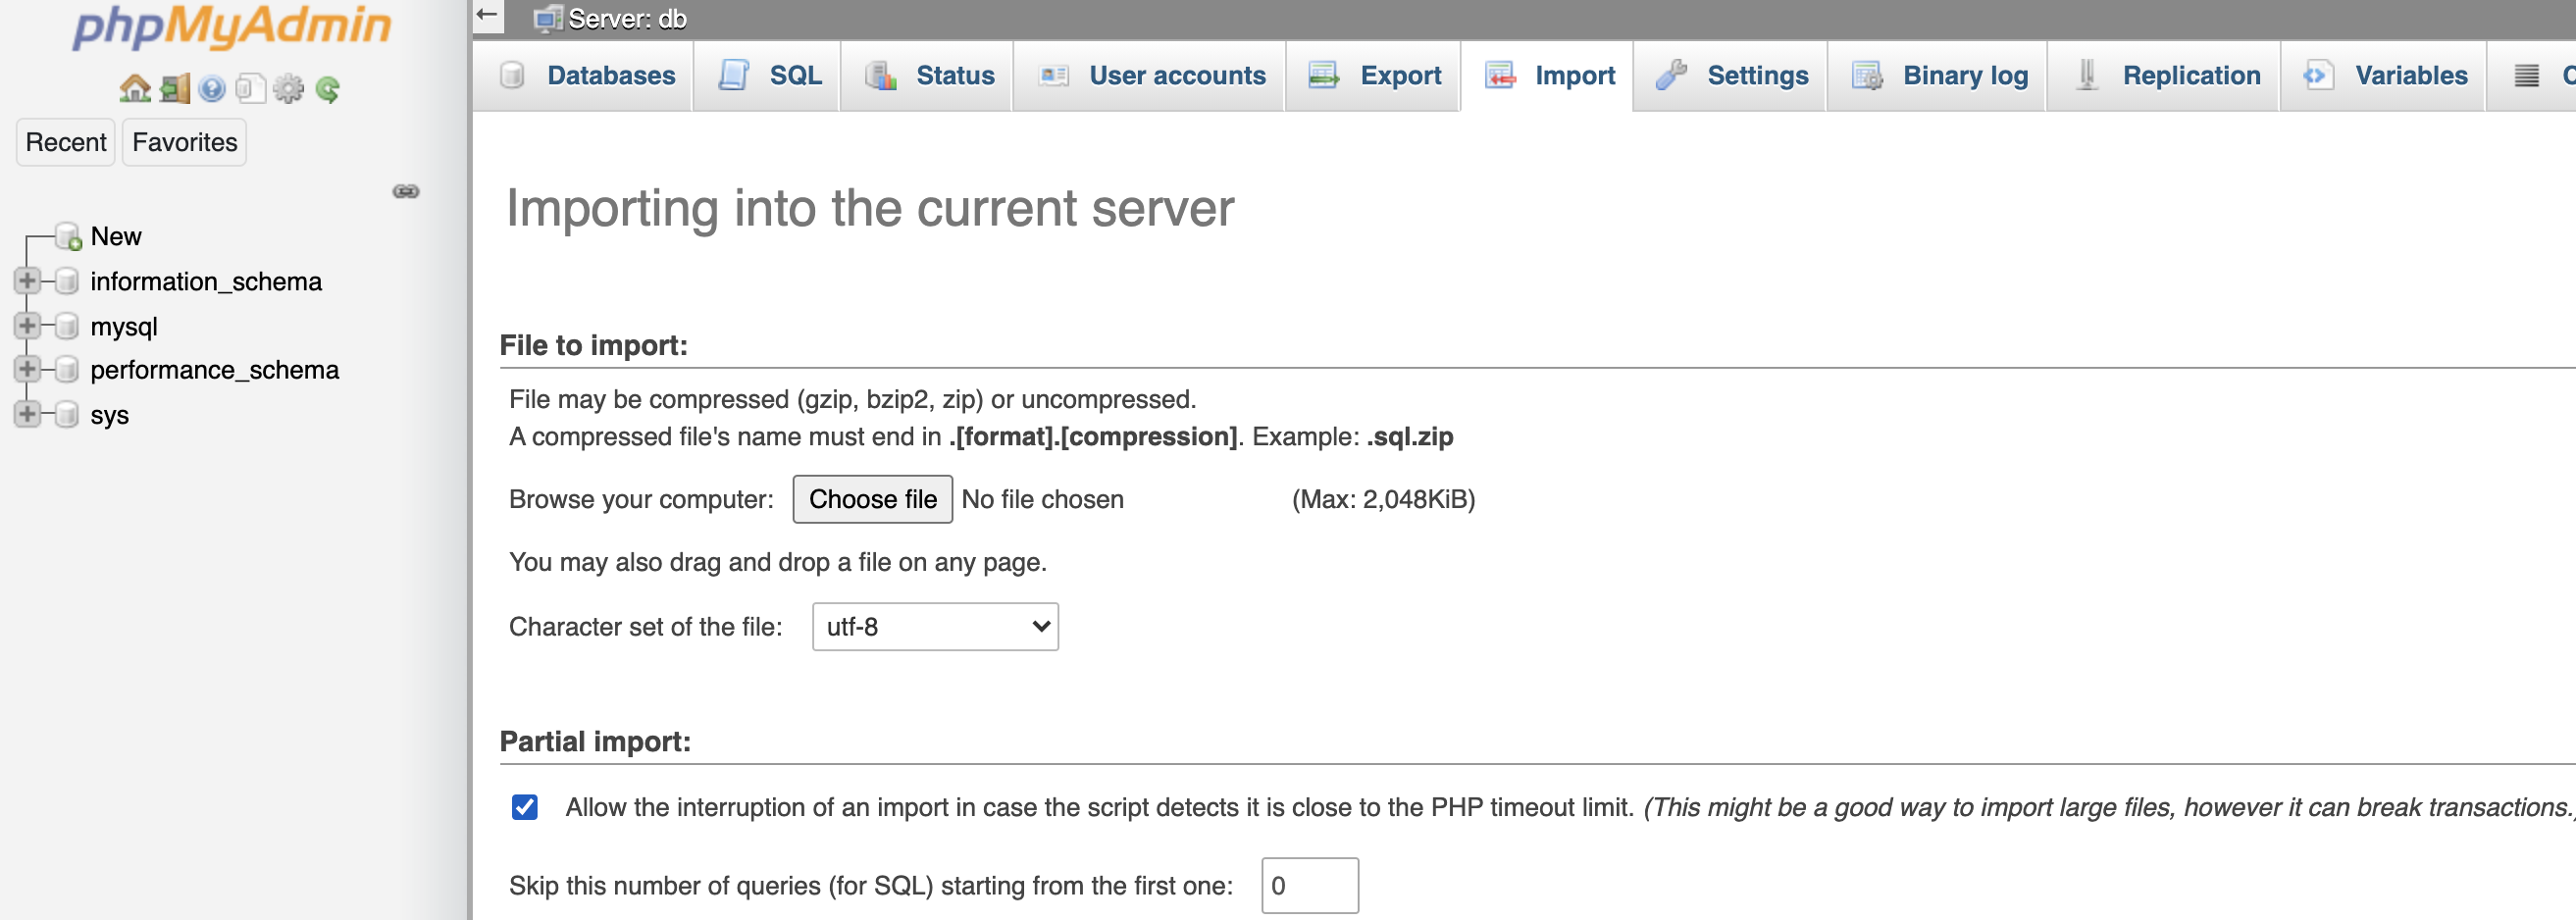 phpMyAdmin
Recent Favorites
New
information_schema
mysql
performance_schema
sys
Server: db
Databases SQL Status User accounts Export Import Settings Binary log Replication Variables
Importing into the current server
File to import:
File may be compressed (gzip, bzip2, zip) or uncompressed.
A compressed file's name must end in .[format].[compression]. Example: .sql.zip
Browse your computer: Choose file No file chosen (Max: 2,048KiB)
You may also drag and drop a file on any page.
Character set of the file: utf-8
Partial import:
Allow the interruption of an import in case the script detects it is close to the PHP timeout limit. (This might be a good way to import large files, however it can break transactions.)
Skip this number of queries (for SQL) starting from the first one: 0